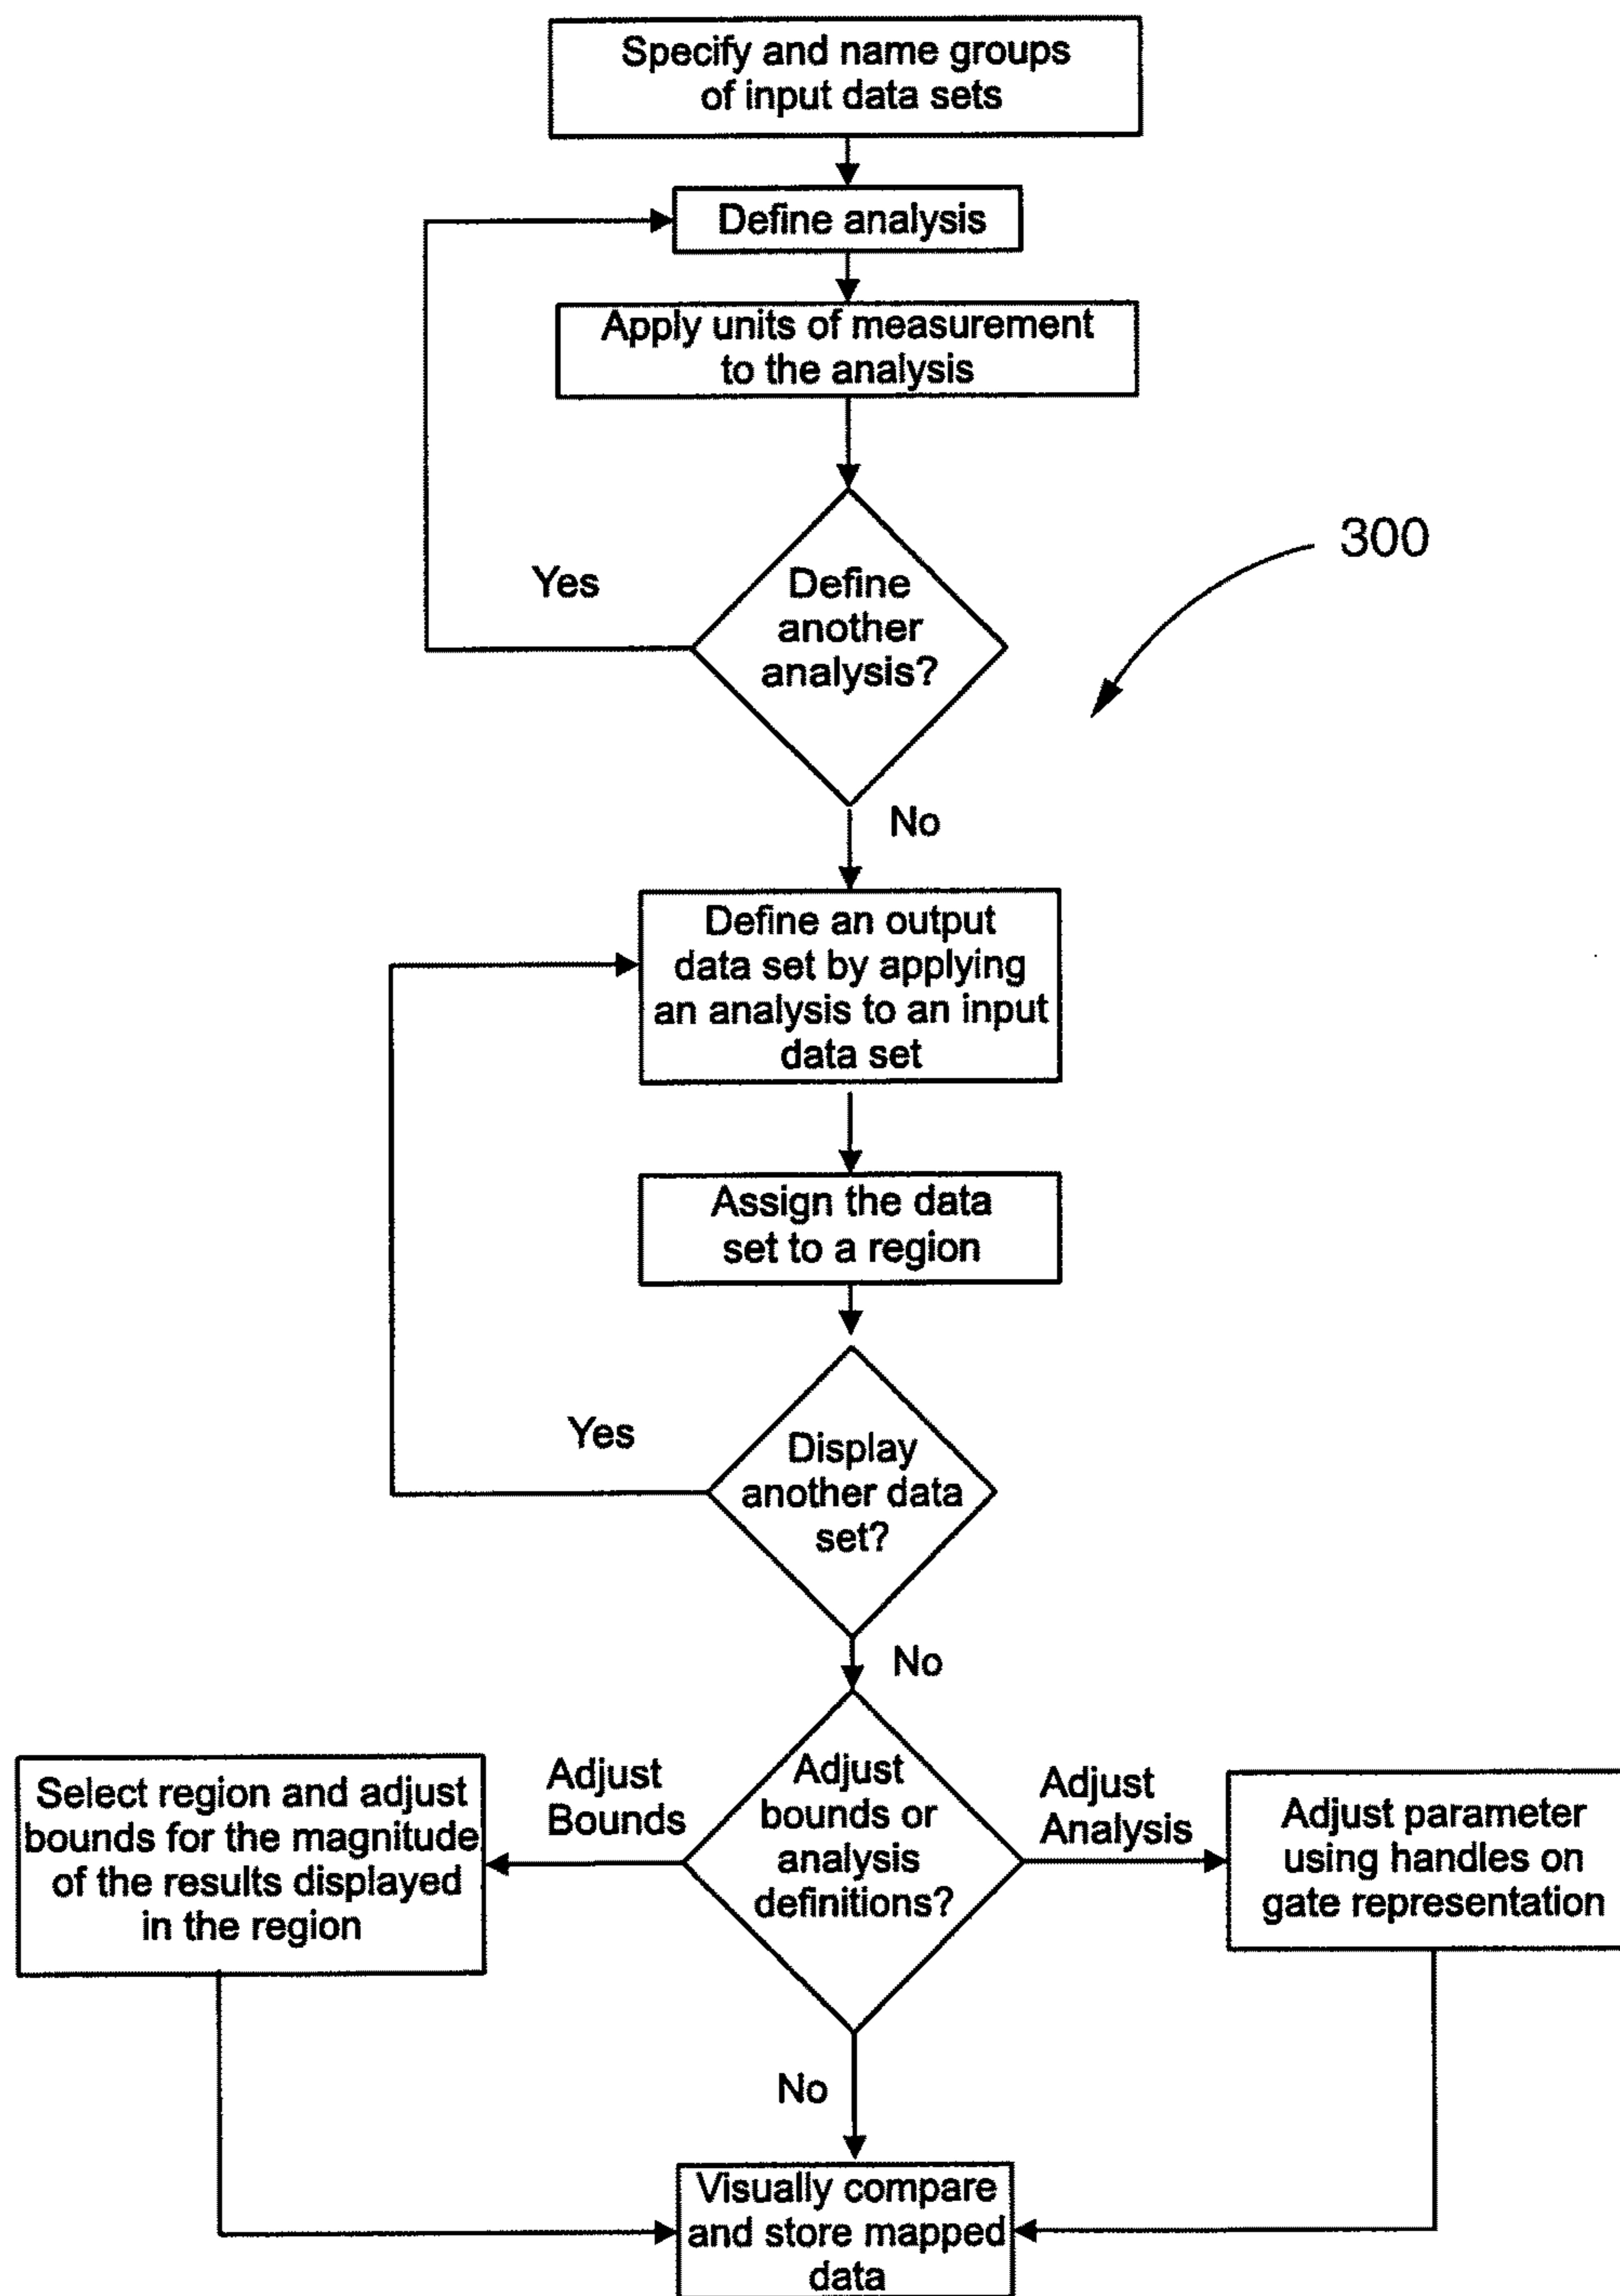 Specify and name groups
of input data sets
Define analysis
Apply units of measurement
to the analysis
300
Yes
Define
another
analysis?
No
Define an output
data set by applying
an analysis to an input
data set
Assign the data
set to a region
Yes
Display
another data
set?
No
Select region and adjust
bounds for the magnitude
of the results displayed
in the region
Adjust
Bounds
Adjust
bounds or
analysis
definitions?
Adjust
Analysis
Adjust parameter
using handles on
gate representation
No
Visually compare
and store mapped
data